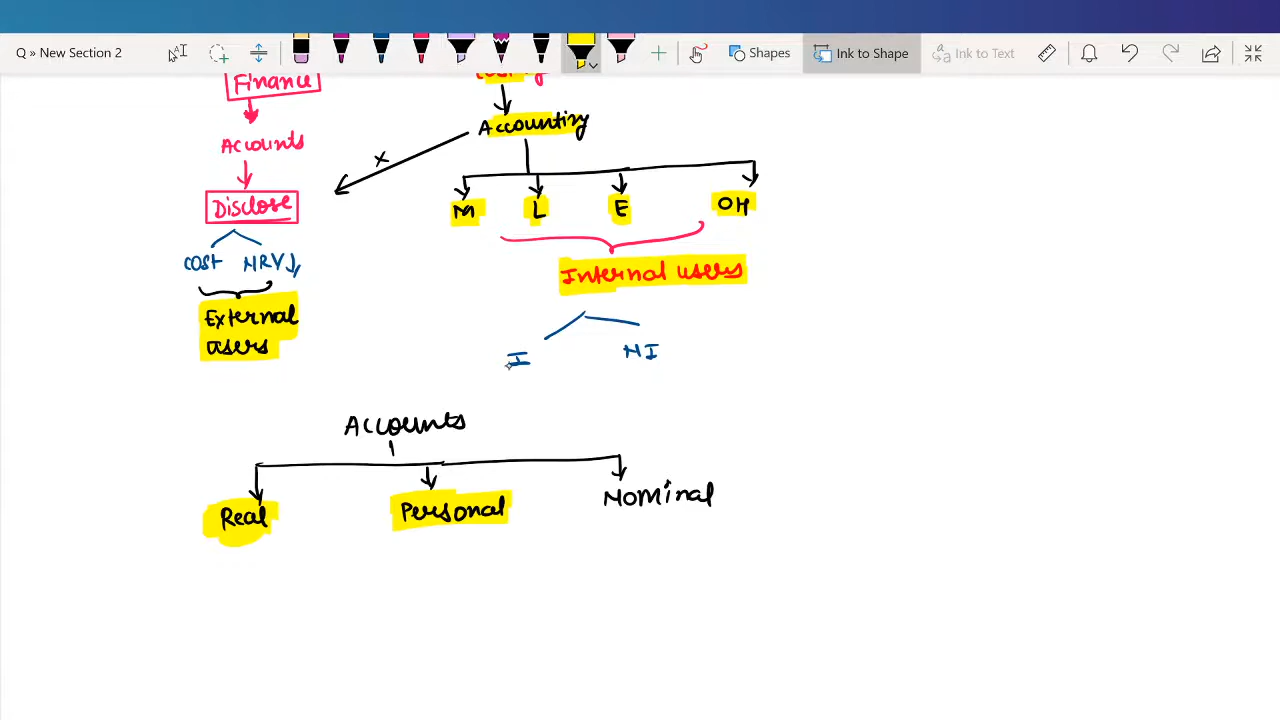 Q » New Section 2
Shapes
Ink to Shape
Ink to Text
Finance
Accounts
Disclose
COST NRV
External
users
Accounting
M L E OH
Internal users
I NI
Accounts
Real Personal Nominal